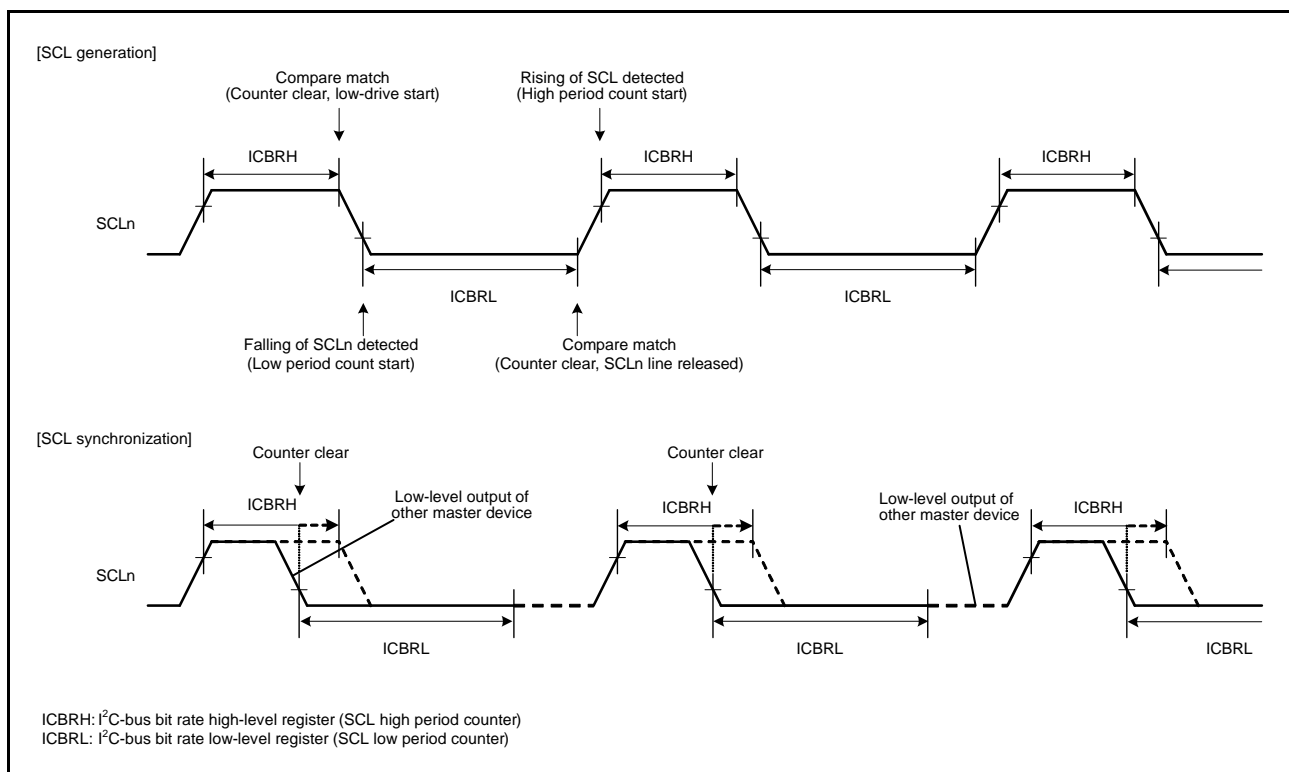 [SCL generation]
Compare match
(Counter clear, low-drive start)
Rising of SCL detected
(High period count start)
ICBRH
ICBRH
ICBRH
SCLn
ICBRL
ICBRL
Falling of SCLn detected
(Low period count start)
Compare match
(Counter clear, SCLn line released)
[SCL synchronization]
Counter clear
Counter clear
ICBRH
Low-level output of
other master device
ICBRH
Low-level output of
other master device
ICBRH
SCLn
ICBRL
ICBRL
ICBRL
ICBRH: I²C-bus bit rate high-level register (SCL high period counter)
ICBRL: I²C-bus bit rate low-level register (SCL low period counter)